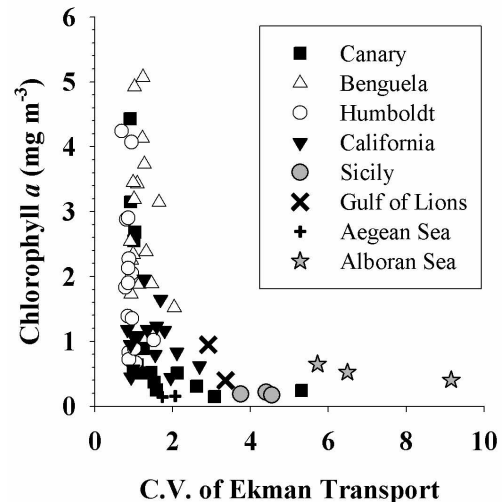 Chlorophyll a (mg m-3)
6
5
4
3
2
1
0
Canary
Benguela
Humboldt
California
Sicily
Gulf of Lions
Aegean Sea
Alboran Sea
0 2 4 6 8 10
C.V. of Ekman Transport